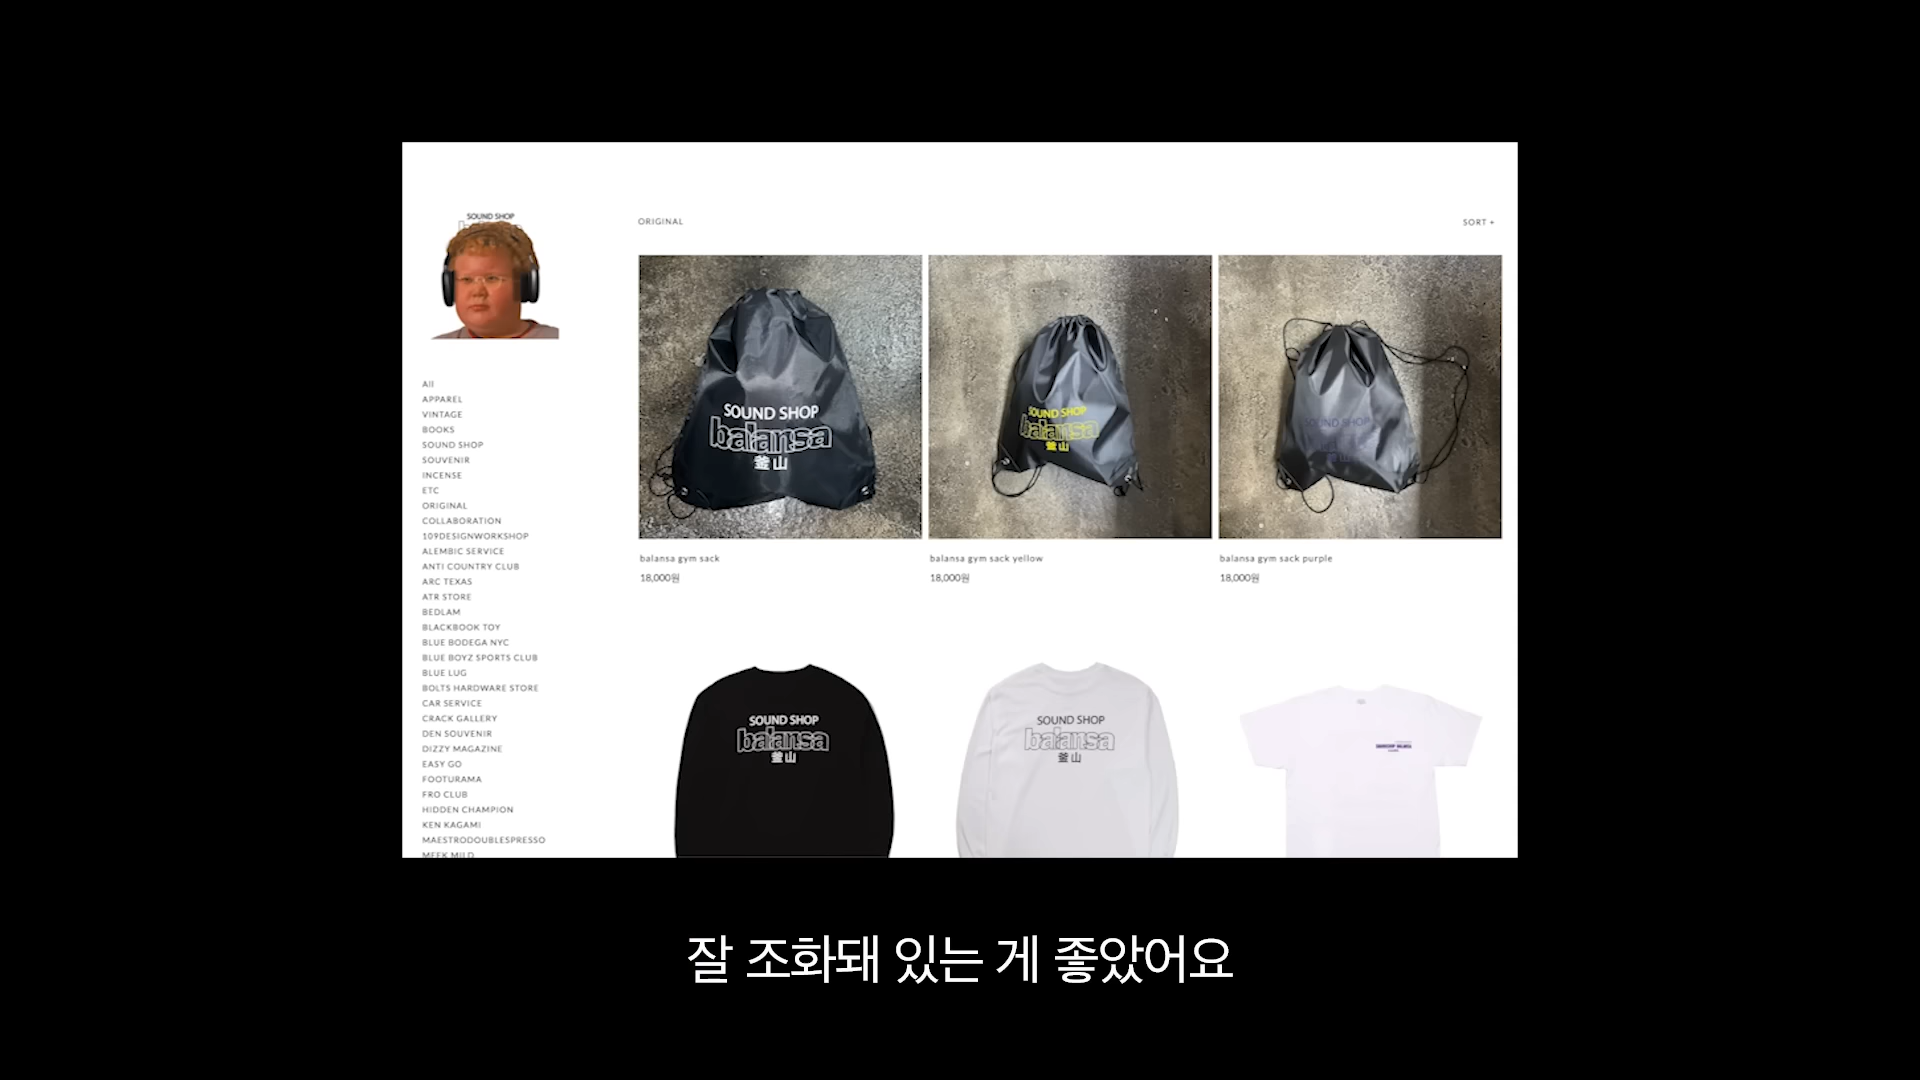 SOUND SHOP
ORIGINAL
SORT +
All
APPAREL
VINTAGE
BOOKS
SOUND SHOP
SOUVENIR
INCENSE
ETC
ORIGINAL
COLLABORATION
109DESIGNWORKSHOP
ALEMBIC SERVICE
ANTI COUNTRY CLUB
ARC TEXAS
ATR STORE
BEDLAM
BLACKBOOK TOY
BLUE BODEGA NYC
BLUE BOYZ SPORTS CLUB
BLUE LUG
BOLTS HARDWARE STORE
CAR SERVICE
CRACK GALLERY
DEN SOUVENIR
DIZZY MAGAZINE
EASY GO
FOOTURAMA
FRO CLUB
HIDDEN CHAMPION
KEN KAGAMI
MAESTRODOUBLESPRESSO
MEEK MILD
SOUND SHOP
balansa
釜山
SOUND SHOP
balansa
釜山
SOUND SHOP
釜山
balansa gym sack
18,000원
balansa gym sack yellow
18,000원
balansa gym sack purple
18,000원
SOUND SHOP
balansa
釜山
SOUND SHOP
balansa
釜山
잘 조화돼 있는 게 좋았어요